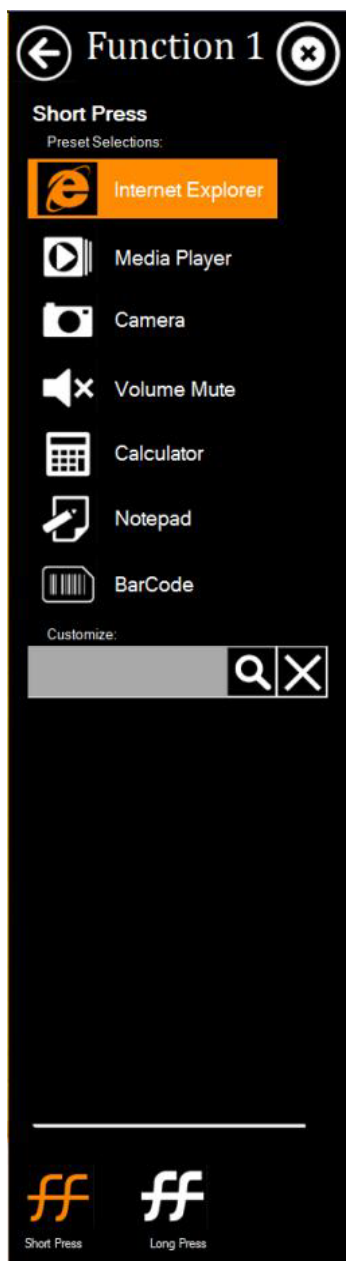 Function 1
Short Press
Preset Selections:
Internet Explorer
Media Player
Camera
Volume Mute
Calculator
Notepad
BarCode
Customize:
Short Press
Long Press